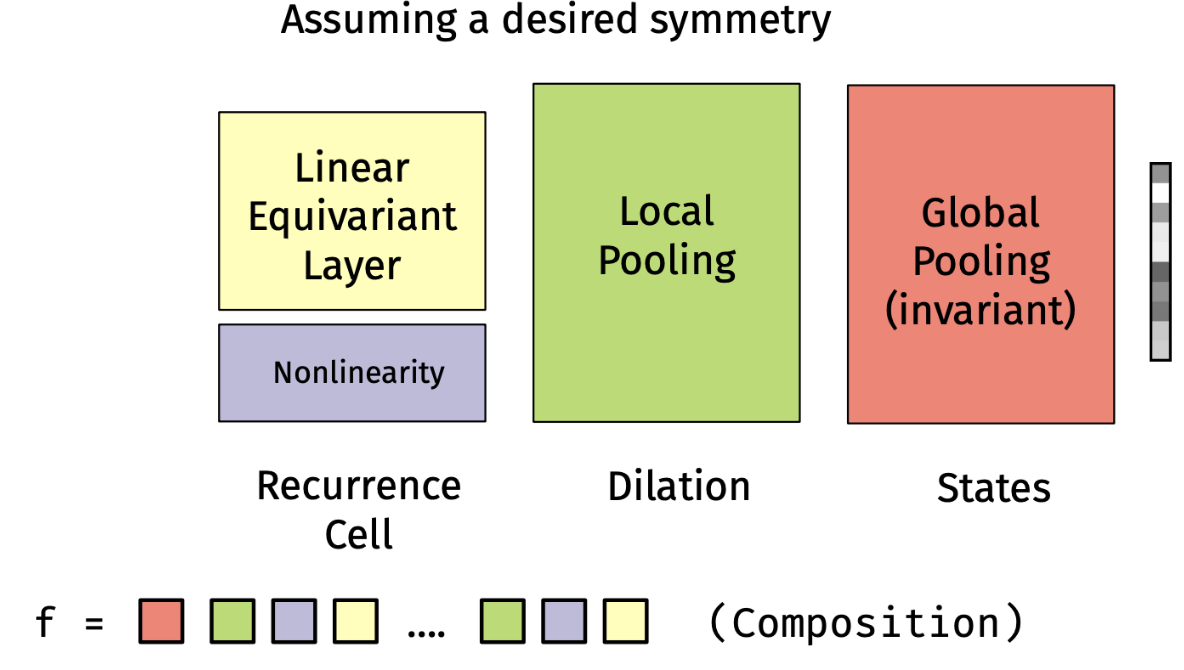 Assuming a desired symmetry
Linear
Equivariant
Layer
Nonlinearity
Local
Pooling
Global
Pooling
(invariant)
Recurrence
Cell
Dilation
States
f = .... (Composition)